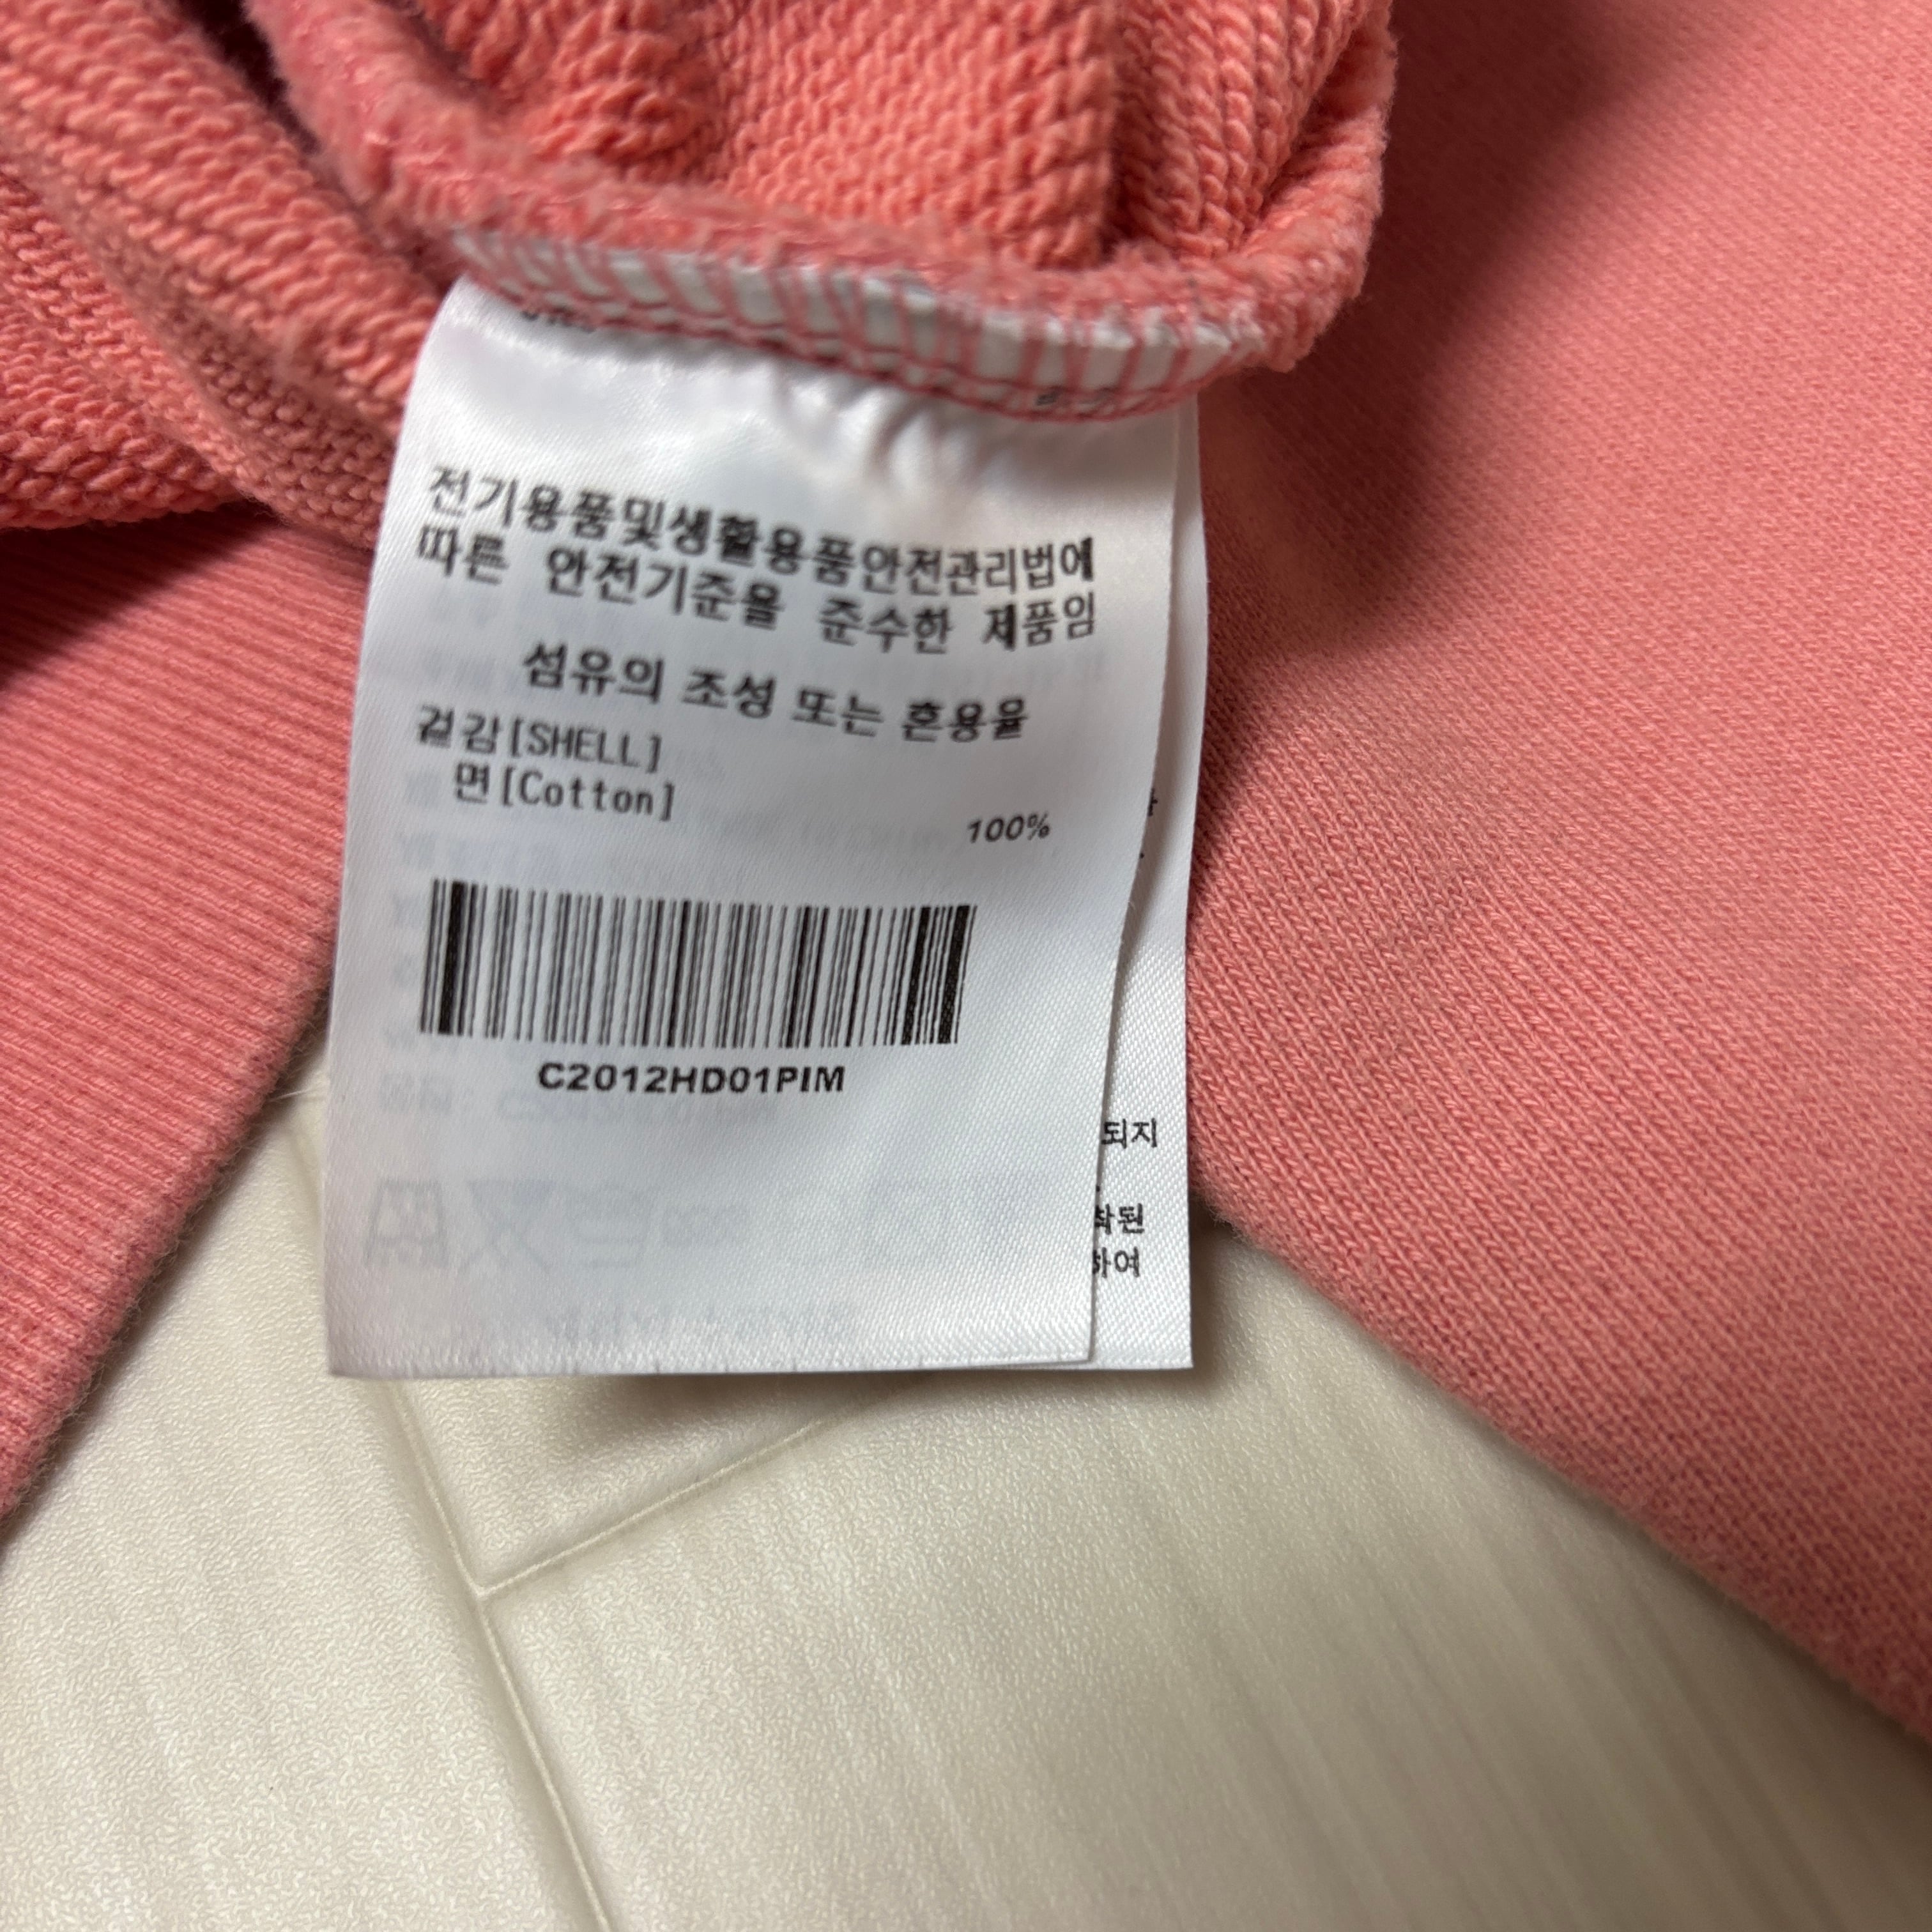 전기용품및생활용품안전관리법에
따른 안전기준을 준수한 제품임
섬유의 조성 또는 혼용율
겉감[SHELL]
면[Cotton]
100%
C2012HD01PIM
되지
착된
하여